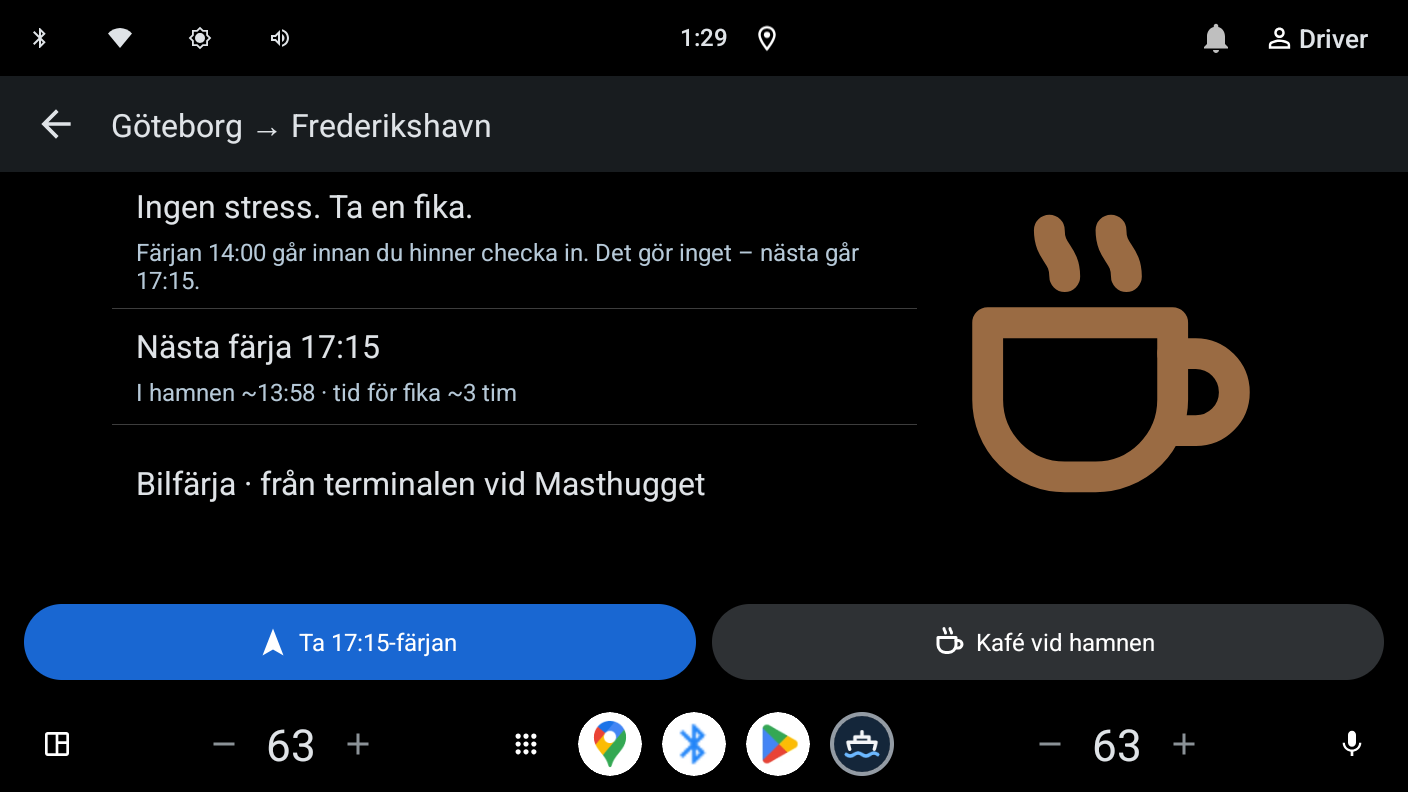 1:29
Driver
Göteborg → Frederikshavn
Ingen stress. Ta en fika.
Färjan 14:00 går innan du hinner checka in. Det gör inget – nästa går
17:15.
Nästa färja 17:15
I hamnen ~13:58 · tid för fika ~3 tim
Bilfärja · från terminalen vid Masthugget
Ta 17:15-färjan
Kafé vid hamnen
− 63 +
− 63 +